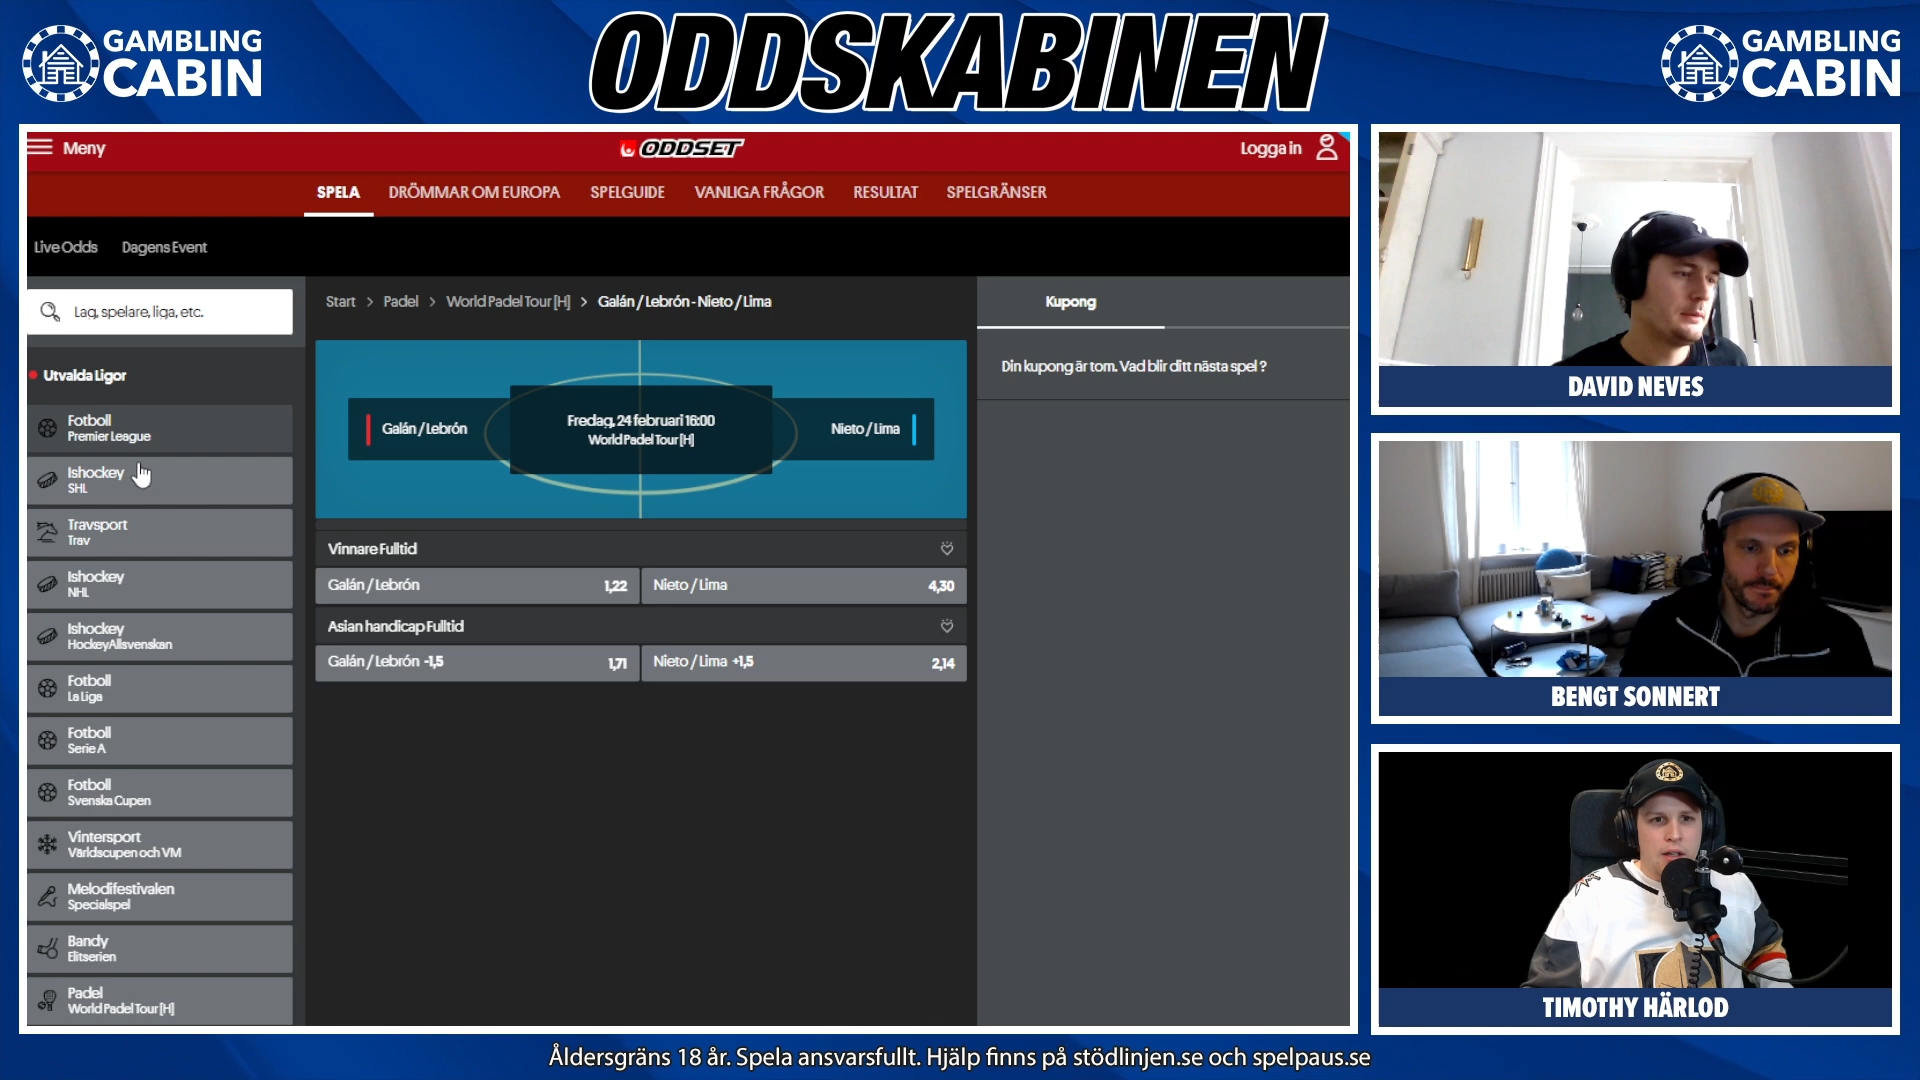 GAMBLING
CABIN
ODDSKABINEN
GAMBLING
CABIN
Meny
ODDSET
Logga in
SPELA
DRÖMMAR OM EUROPA
SPELGUIDE
VANLIGA FRÅGOR
RESULTAT
SPELGRÄNSER
Live Odds
Dagens Event
Lag, spelare, liga, etc.
Utvalda Ligor
Fotboll
Premier League
Ishockey
SHL
Travsport
Trav
Ishockey
NHL
Ishockey
HockeyAllsvenskan
Fotboll
La Liga
Fotboll
Serie A
Fotboll
Svenska Cupen
Vintersport
Världscupen och VM
Melodifestivalen
Specialspel
Bandy
Elitserien
Padel
World Padel Tour [H]
Start > Padel > World Padel Tour [H] > Galán / Lebrón - Nieto / Lima
Galán / Lebrón
Fredag, 24 februari 16:00
World Padel Tour [H]
Nieto / Lima
Vinnare Fulltid
Galán / Lebrón 1,22
Nieto / Lima 4,30
Asian handicap Fulltid
Galán / Lebrón -1,5 1,71
Nieto / Lima +1,5 2,14
Kupong
Din kupong är tom. Vad blir ditt nästa spel ?
DAVID NEVES
BENGT SONNERT
TIMOTHY HÄRLOD
Åldersgräns 18 år. Spela ansvarsfullt. Hjälp finns på stödlinjen.se och spelpaus.se